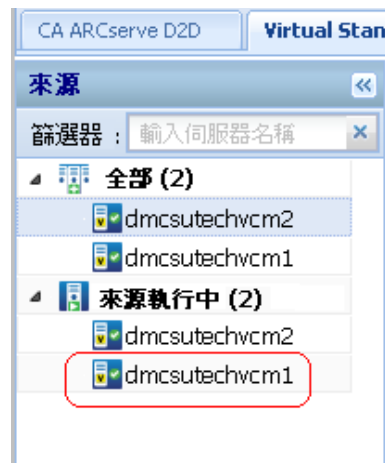 CA ARCserve D2D
Virtual Stan
來源
篩選器 : 輸入伺服器名稱
全部 (2)
dmcsutechvcm2
dmcsutechvcm1
來源執行中 (2)
dmcsutechvcm2
dmcsutechvcm1